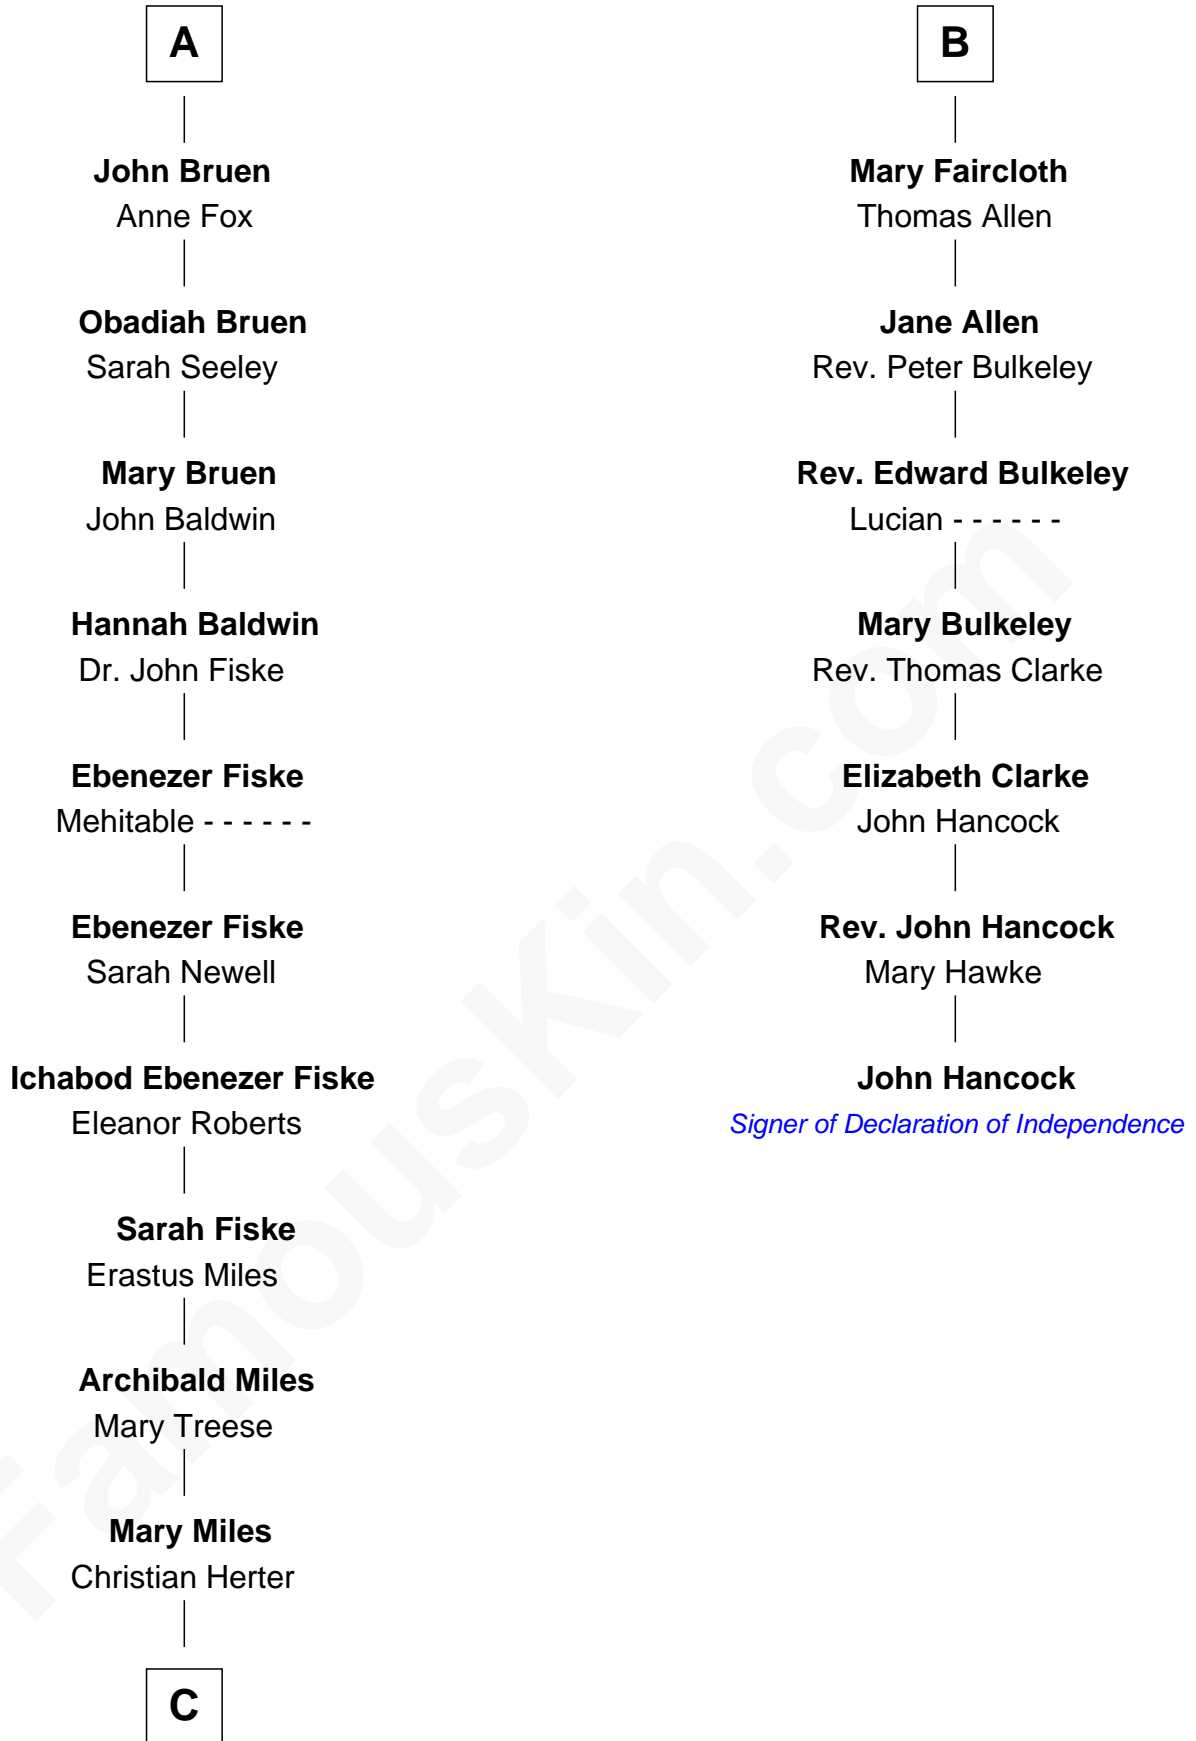 A
John Bruen
Anne Fox
Obadiah Bruen
Sarah Seeley
Mary Bruen
John Baldwin
Hannah Baldwin
Dr. John Fiske
Ebenezer Fiske
Mehitable - - - - - -
Ebenezer Fiske
Sarah Newell
Ichabod Ebenezer Fiske
Eleanor Roberts
Sarah Fiske
Erastus Miles
Archibald Miles
Mary Treese
Mary Miles
Christian Herter
C
B
Mary Faircloth
Thomas Allen
Jane Allen
Rev. Peter Bulkeley
Rev. Edward Bulkeley
Lucian - - - - - -
Mary Bulkeley
Rev. Thomas Clarke
Elizabeth Clarke
John Hancock
Rev. John Hancock
Mary Hawke
John Hancock
Signer of Declaration of Independence
FamousKin.com